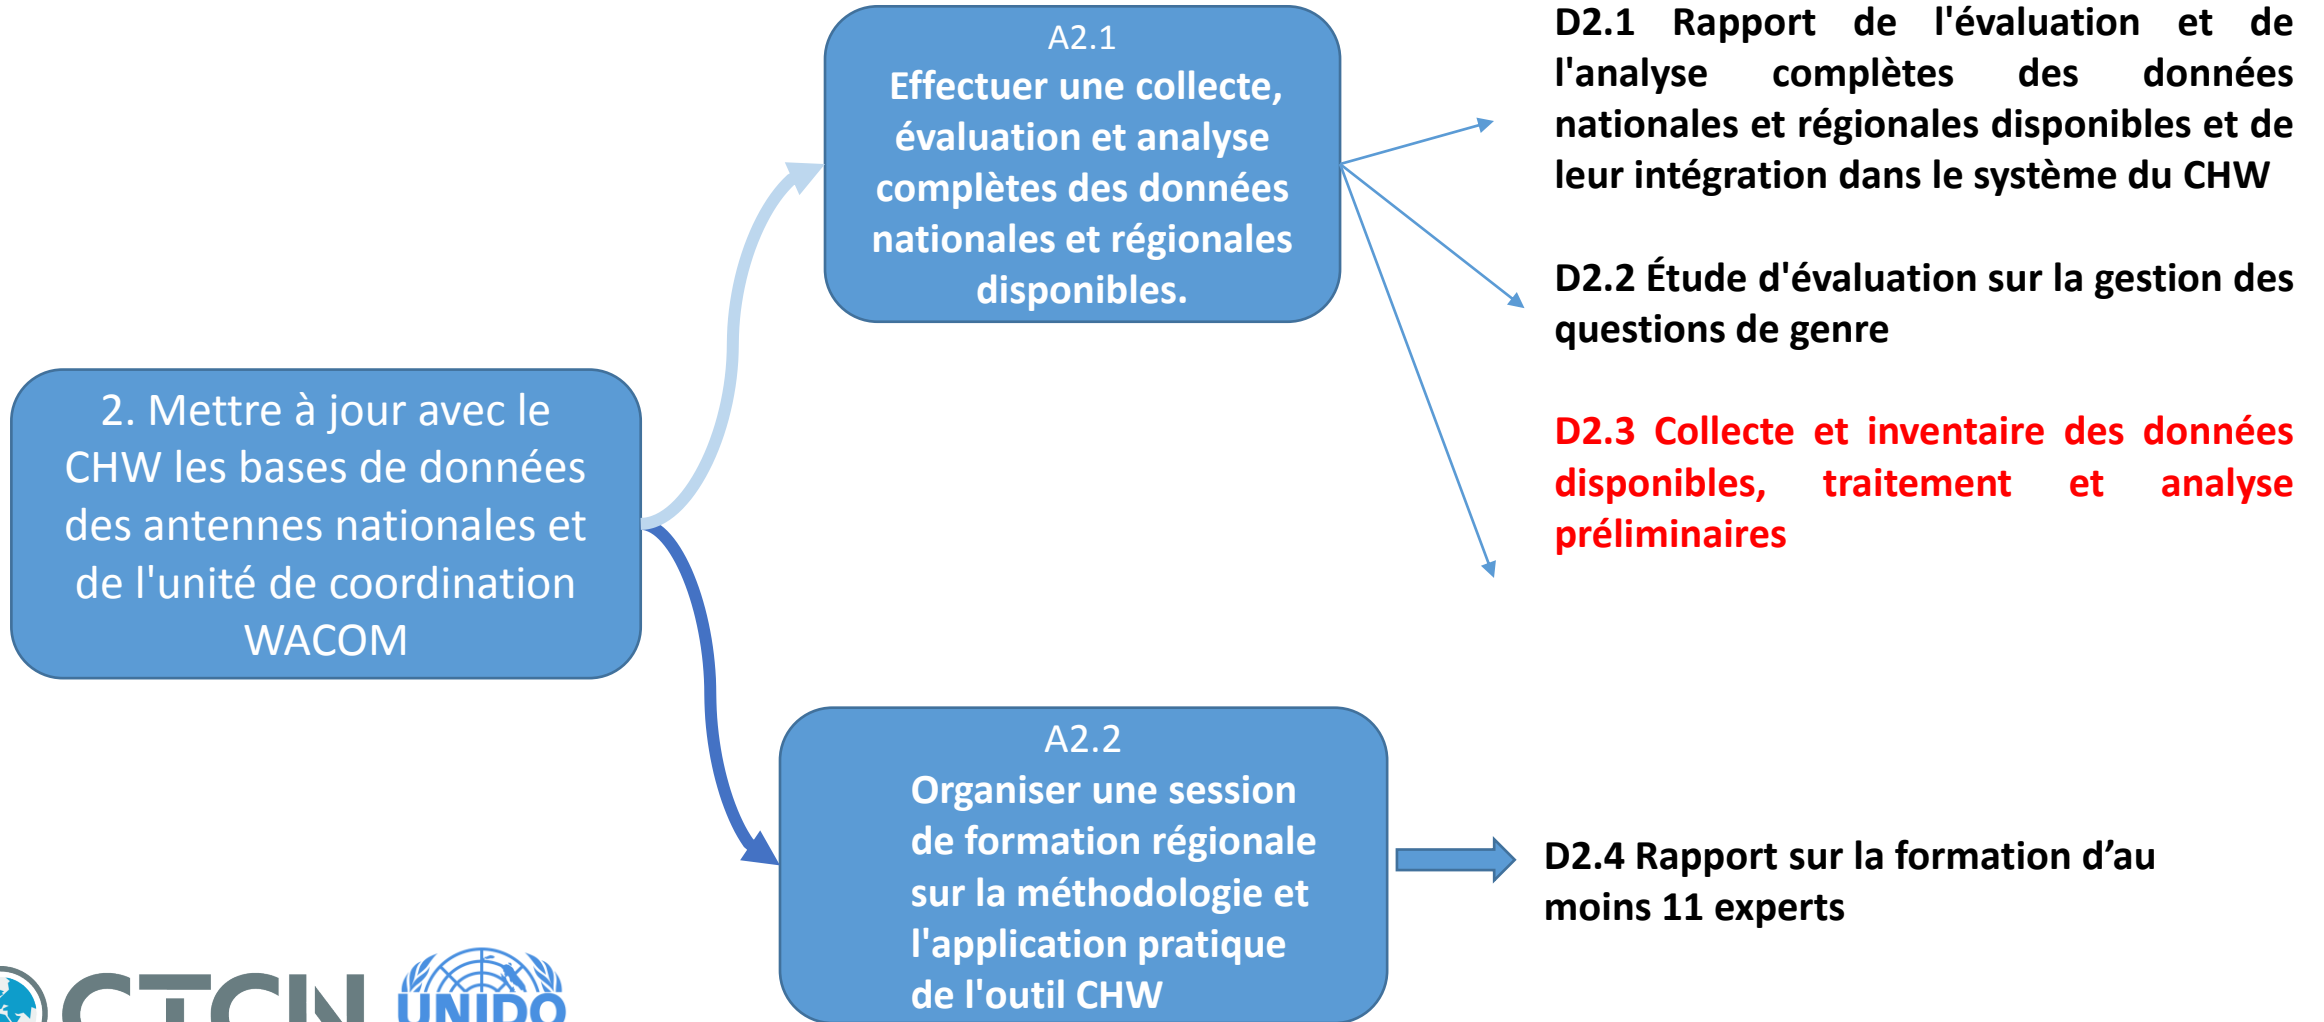 2. Mettre à jour avec le
CHW les bases de données
des antennes nationales et
de l'unité de coordination
WACOM
A2.1
Effectuer une collecte,
évaluation et analyse
complètes des données
nationales et régionales
disponibles.
D2.1 Rapport de l'évaluation et de
l'analyse complètes des données
nationales et régionales disponibles et de
leur intégration dans le système du CHW
D2.2 Étude d'évaluation sur la gestion des
questions de genre
D2.3 Collecte et inventaire des données
disponibles, traitement et analyse
préliminaires
A2.2
Organiser une session
de formation régionale
sur la méthodologie et
l'application pratique
de l'outil CHW
D2.4 Rapport sur la formation d’au
moins 11 experts
CTCN
UNIDO